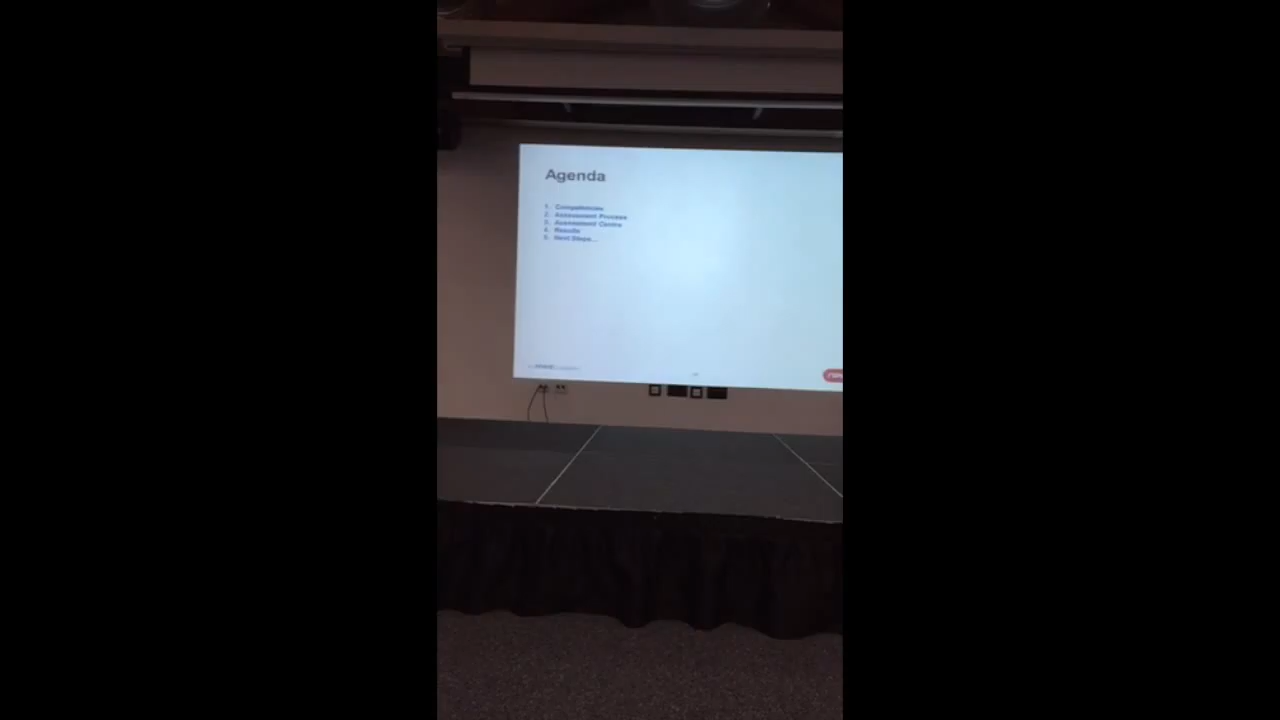 Agenda
1. Competencies
2. Assessment Process
3. Assessment Centre
4. Results
5. Next Steps...